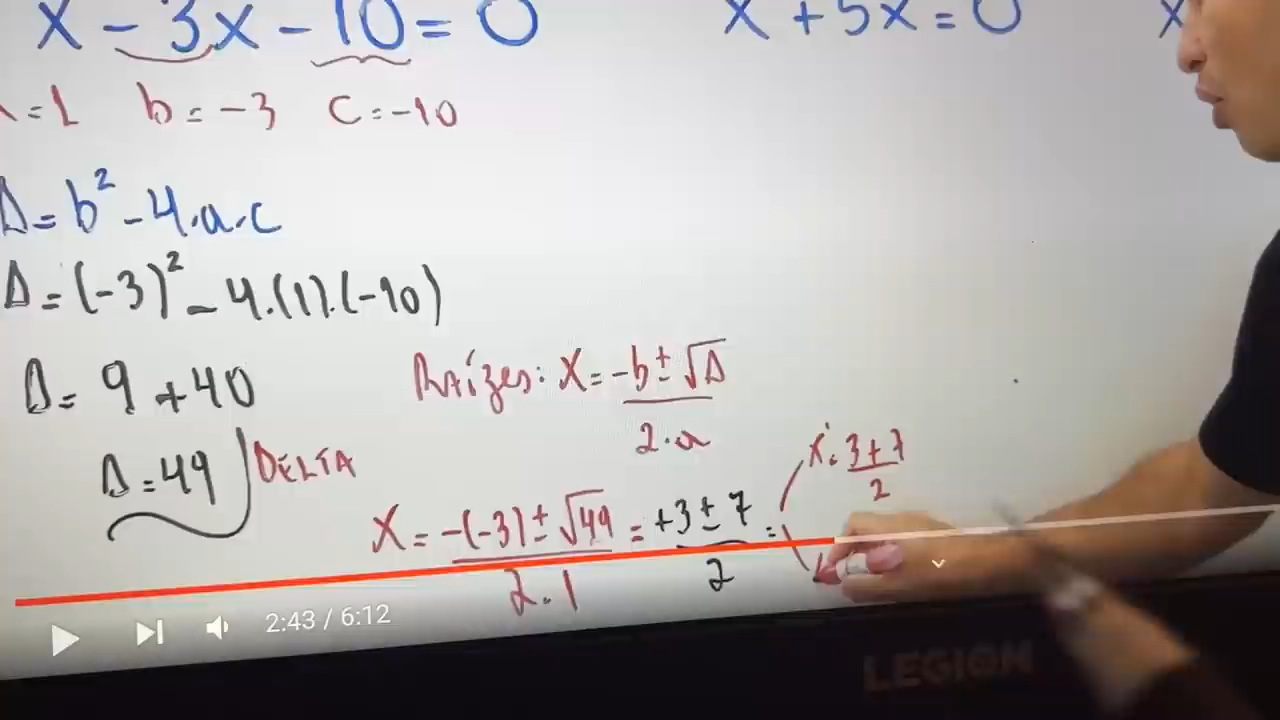 x - 3x - 10 = 0
x + 5x = 0
x
= 1 b = -3 c = -10
Δ = b² - 4·a·c
Δ = (-3)² - 4.(1).(-10)
Δ = 9 + 40
Δ = 49 DELTA
RAÍZES: X = -b ± √Δ
2·a
X = -(-3) ± √49 = +3 ± 7 =
2·1 2
x' = 3 + 7
2
2:43 / 6:12
LEGION